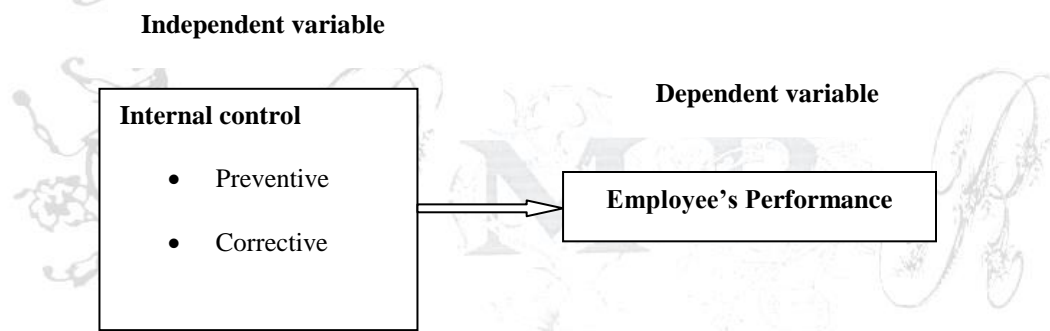 Independent variable
Dependent variable
Internal control
• Preventive
• Corrective
Employee's Performance